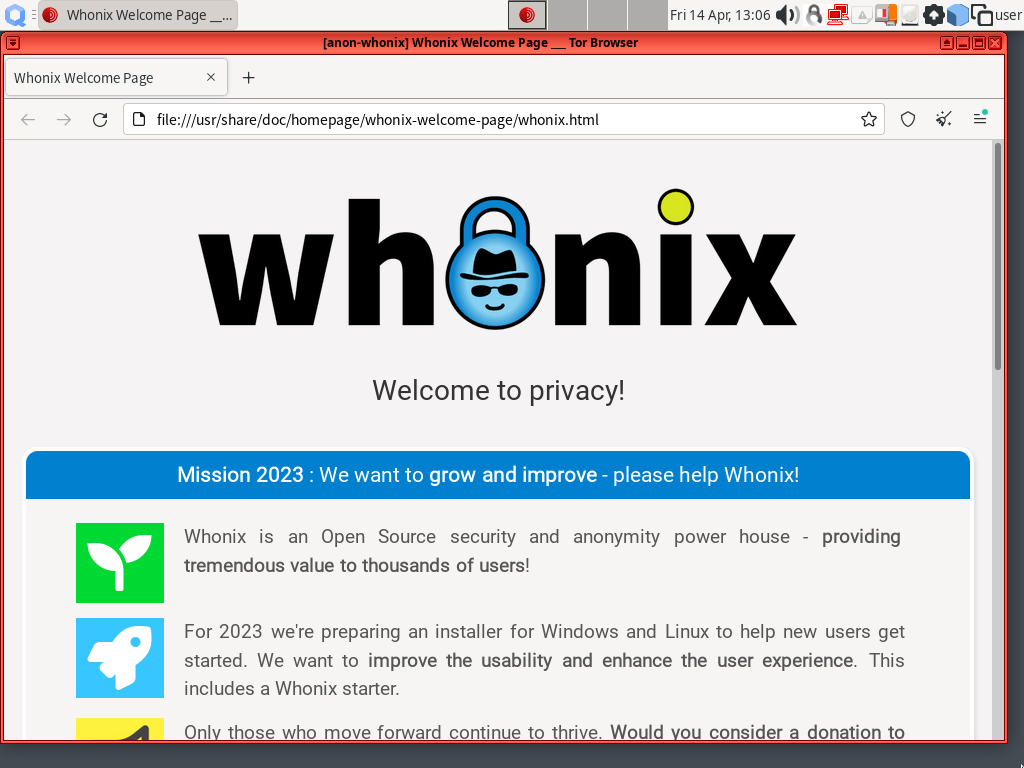 Whonix Welcome Page __...
Fri 14 Apr, 13:06
user
[anon-whonix] Whonix Welcome Page __ Tor Browser
Whonix Welcome Page
file:///usr/share/doc/homepage/whonix-welcome-page/whonix.html
whonix
Welcome to privacy!
Mission 2023 : We want to grow and improve - please help Whonix!
Whonix is an Open Source security and anonymity power house - providing
tremendous value to thousands of users!
For 2023 we're preparing an installer for Windows and Linux to help new users get
started. We want to improve the usability and enhance the user experience. This
includes a Whonix starter.
Only those who move forward continue to thrive. Would you consider a donation to